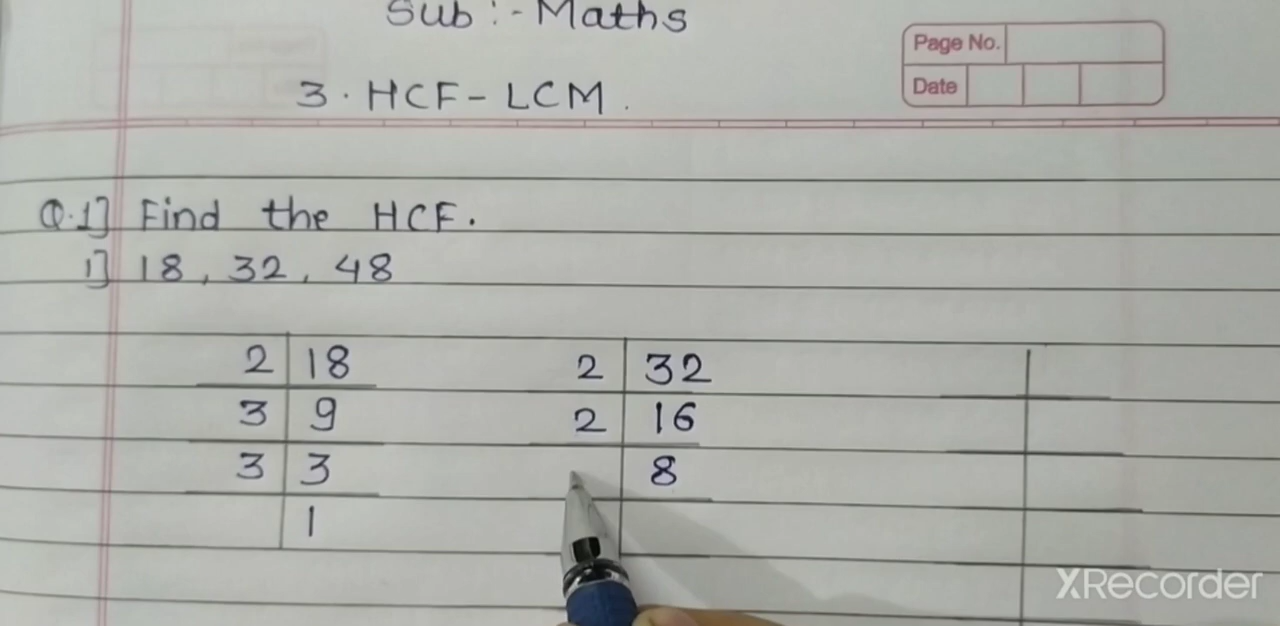 Sub :- Maths
Page No.
Date
3. HCF - LCM.
Q.1] Find the HCF.
1] 18, 32, 48
2 18 2 32
3 9 2 16
3 3 8
1
XRecorder